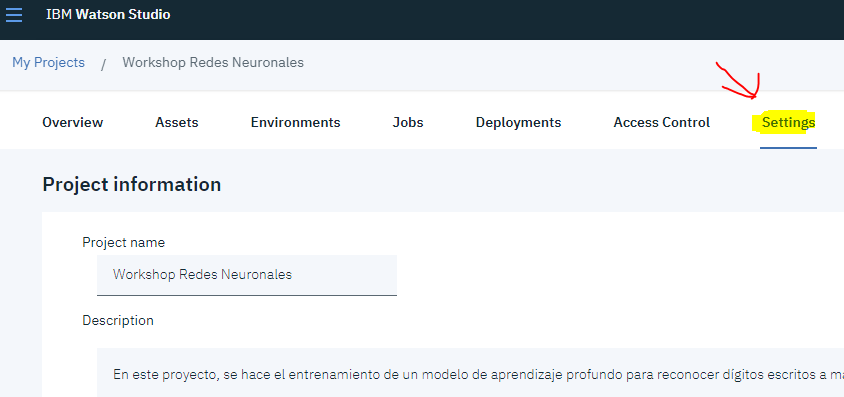 IBM Watson Studio
My Projects / Workshop Redes Neuronales
Overview Assets Environments Jobs Deployments Access Control Settings
Project information
Project name
Workshop Redes Neuronales
Description
En este proyecto, se hace el entrenamiento de un modelo de aprendizaje profundo para reconocer dígitos escritos a